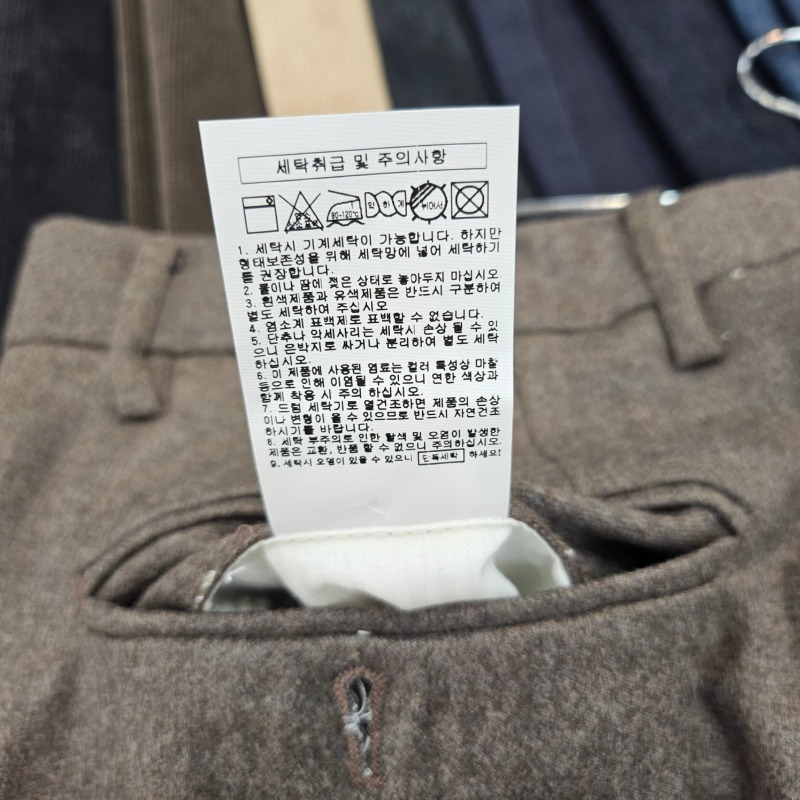 세탁취급 및 주의사항
80-120℃
약하게
뉘어서
1. 세탁시 기계세탁이 가능합니다. 하지만
형태보존성을 위해 세탁망에 넣어 세탁하기
를 권장합니다.
2. 물이나 땀에 젖은 상태로 놓아두지 마십시오
3. 흰색제품과 유색제품은 반드시 구분하여
별도 세탁하여 주십시오
4. 염소계 표백제로 표백할 수 없습니다.
5. 단추나 악세사리는 세탁시 손상 될 수 있
으니 은박지로 싸거나 분리하여 별도 세탁
하십시오.
6. 이 제품에 사용된 염료는 컬러 특성상 마찰
등으로 인해 이염될 수 있으니 연한 색상과
함께 착용 시 주의 하십시오.
7. 드럼 세탁기로 열건조하면 제품의 손상
이나 변형이 올 수 있으므로 반드시 자연건조
하시기를 바랍니다.
8. 세탁 부주의로 인한 탈색 및 오염이 발생한
제품은 교환, 반품 할 수 없으니 주의하십시오.
9. 세탁시 오염이 있을 수 있으니 단독세탁 하세요!